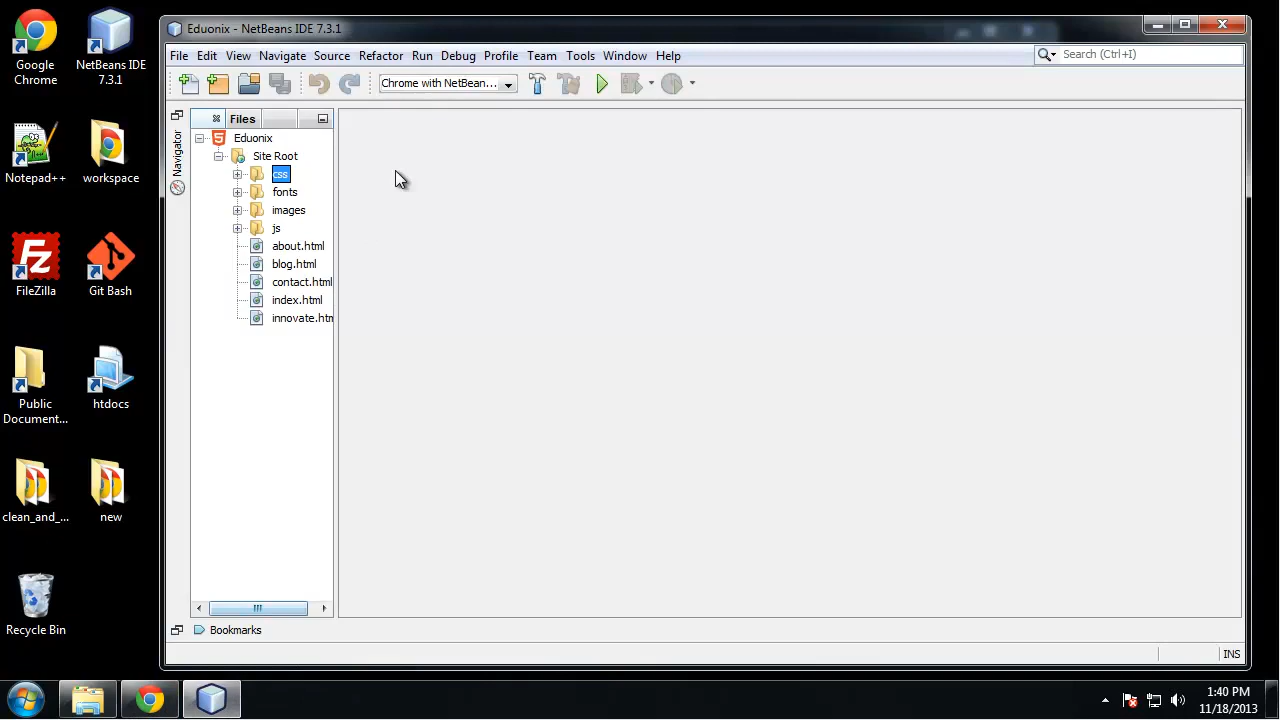 Google
Chrome
NetBeans IDE
7.3.1
Notepad++
workspace
FileZilla
Git Bash
Public
Document...
htdocs
clean_and_...
new
Recycle Bin
Eduonix - NetBeans IDE 7.3.1
File Edit View Navigate Source Refactor Run Debug Profile Team Tools Window Help
Search (Ctrl+I)
Chrome with NetBean...
Navigator
Files
Eduonix
Site Root
css
fonts
images
js
about.html
blog.html
contact.html
index.html
innovate.htm
Bookmarks
INS
1:40 PM
11/18/2013